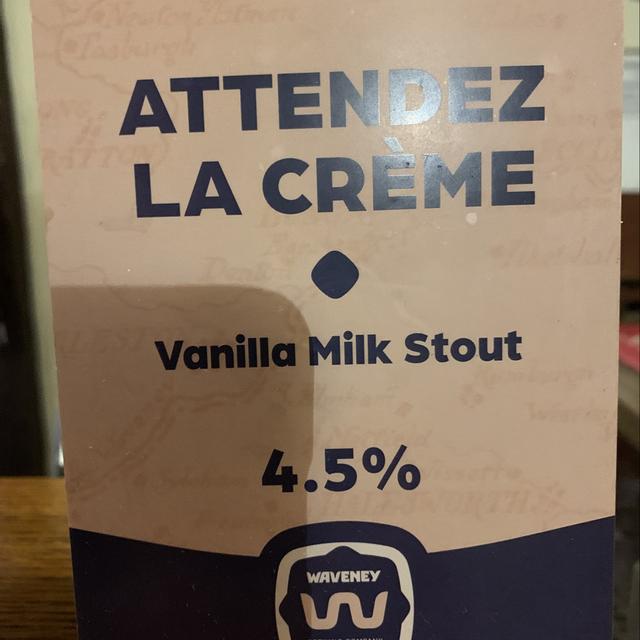 ATTENDEZ
LA CRÈME
Vanilla Milk Stout
4.5%
WAVENEY
W